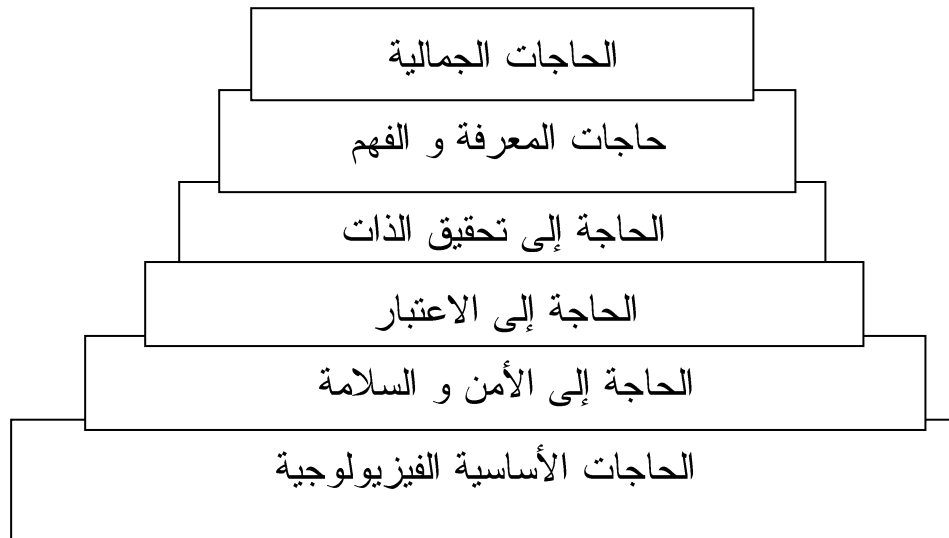 الحاجات الجمالية
حاجات المعرفة و الفهم
الحاجة إلى تحقيق الذات
الحاجة إلى الاعتبار
الحاجة إلى الأمن و السلامة
الحاجات الأساسية الفيزيولوجية